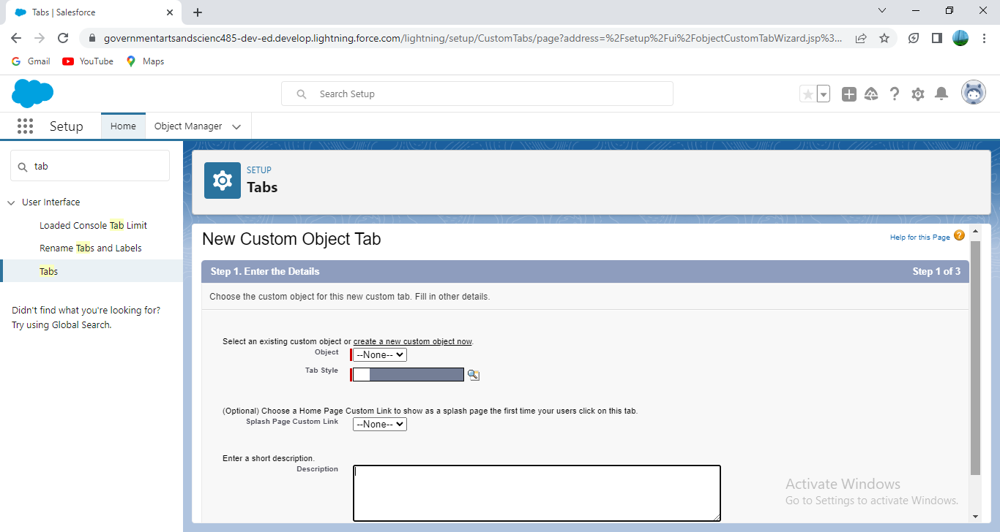 Tabs | Salesforce
governmentartsandscienc485-dev-ed.develop.lightning.force.com/lightning/setup/CustomTabs/page?address=%2Fsetup%2Fui%2FobjectCustomTabWizard.jsp%3...
Gmail YouTube Maps
Search Setup
Setup Home Object Manager
tab
User Interface
Loaded Console Tab Limit
Rename Tabs and Labels
Tabs
Didn't find what you're looking for?
Try using Global Search.
SETUP
Tabs
New Custom Object Tab
Help for this Page ?
Step 1. Enter the Details Step 1 of 3
Choose the custom object for this new custom tab. Fill in other details.
Select an existing custom object or create a new custom object now.
Object --None--
Tab Style
(Optional) Choose a Home Page Custom Link to show as a splash page the first time your users click on this tab.
Splash Page Custom Link --None--
Enter a short description.
Description
Activate Windows
Go to Settings to activate Windows.